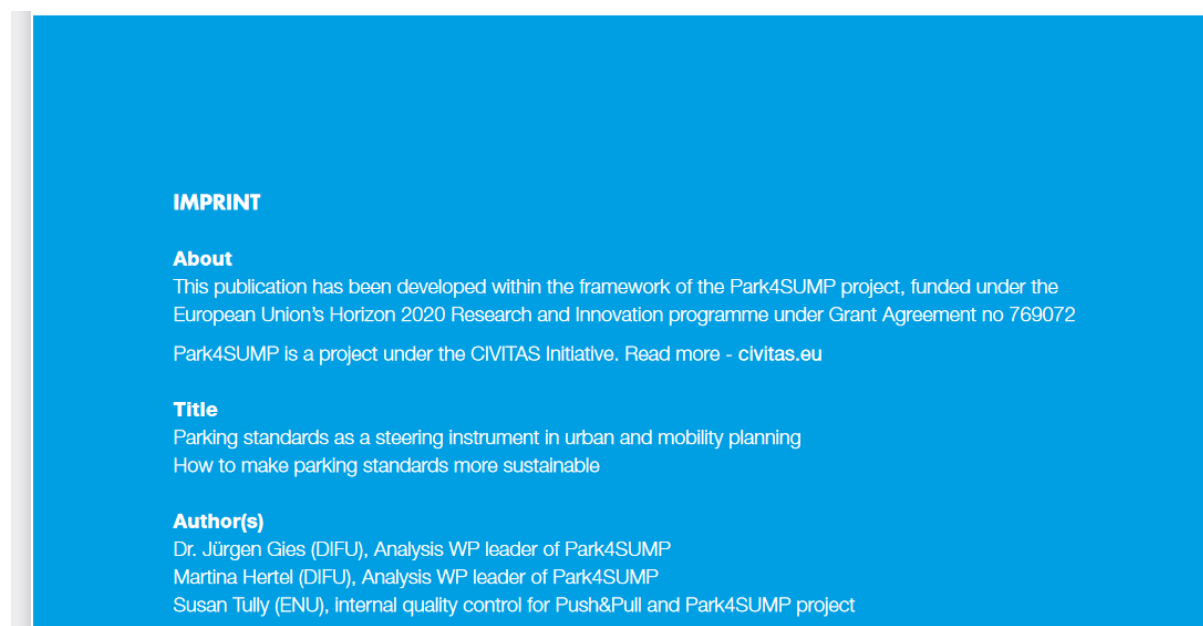 IMPRINT
About
This publication has been developed within the framework of the Park4SUMP project, funded under the
European Union's Horizon 2020 Research and Innovation programme under Grant Agreement no 769072
Park4SUMP is a project under the CIVITAS Initiative. Read more - civitas.eu
Title
Parking standards as a steering instrument in urban and mobility planning
How to make parking standards more sustainable
Author(s)
Dr. Jürgen Gies (DIFU), Analysis WP leader of Park4SUMP
Martina Hertel (DIFU), Analysis WP leader of Park4SUMP
Susan Tully (ENU), internal quality control for Push&Pull and Park4SUMP project